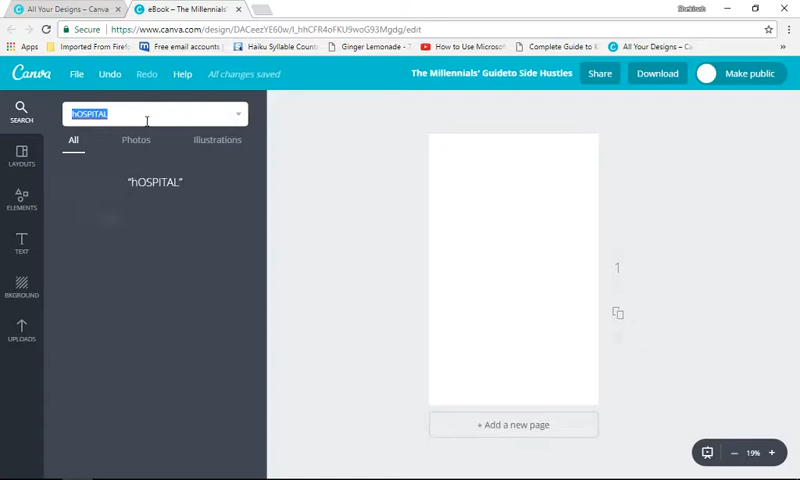 All Your Designs – Canva
eBook – The Millennials'
Secure
https://www.canva.com/design/DACeezYE60w/I_hhCFR4oFKU9woG93Mgdg/edit
Apps
Imported From Firefo
Free email accounts
Haiku Syllable Count
Ginger Lemonade - T
How to Use Microsof
Complete Guide to K
All Your Designs – Ca
Canva
File
Undo
Redo
Help
All changes saved
The Millennials' Guideto Side Hustles
Share
Download
Make public
SEARCH
hOSPITAL
All
Photos
Illustrations
LAYOUTS
"hOSPITAL"
ELEMENTS
TEXT
BKGROUND
UPLOADS
1
+ Add a new page
19%